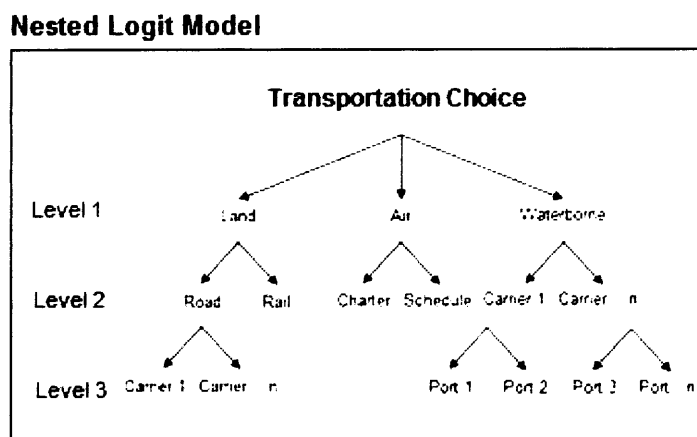 Nested Logit Model
Transportation Choice
Level 1 Land Air Waterborne
Level 2 Road Rail Charter Schedule Carrier 1 Carrier n
Level 3 Carrier 1 Carrier n Port 1 Port 2 Port 3 Port n